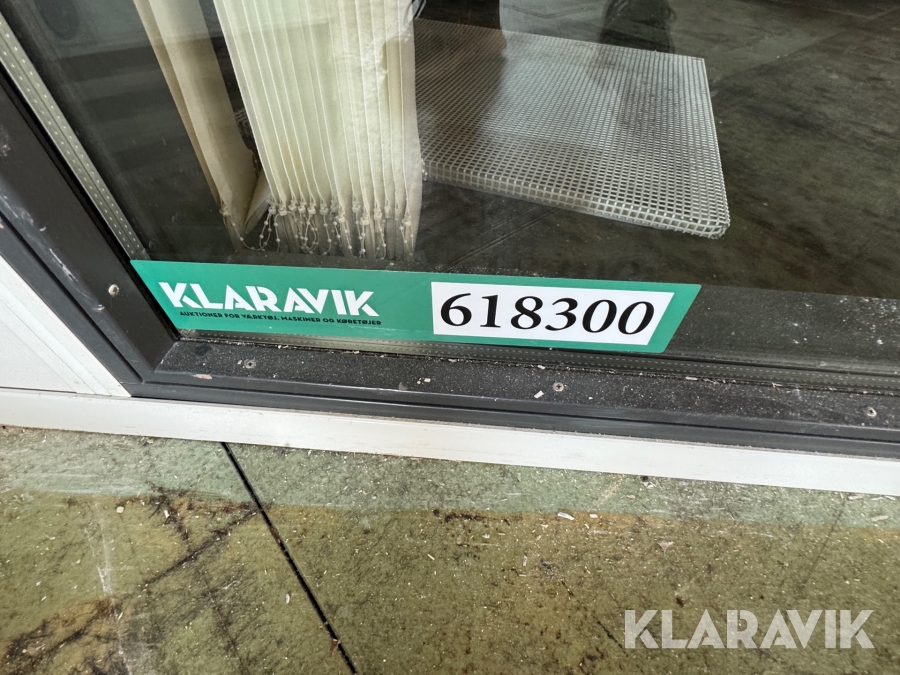 KLARAVIK
AUKTIONER FOR VÆRKTØJ, MASKINER OG KØRETØJER
618300
KLARAVIK